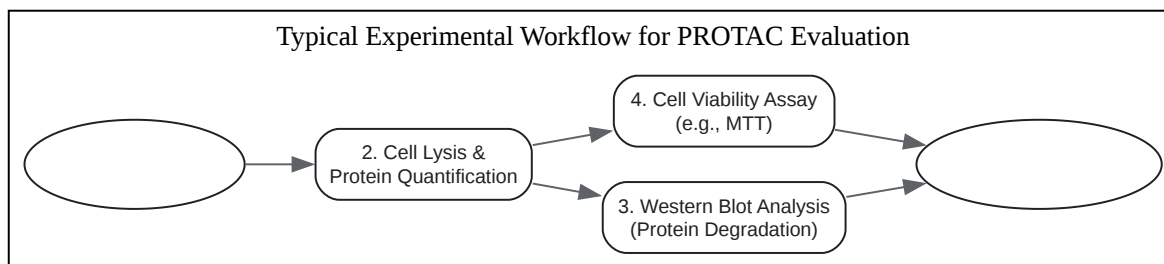 Typical Experimental Workflow for PROTAC Evaluation
2. Cell Lysis &
Protein Quantification
4. Cell Viability Assay
(e.g., MTT)
3. Western Blot Analysis
(Protein Degradation)